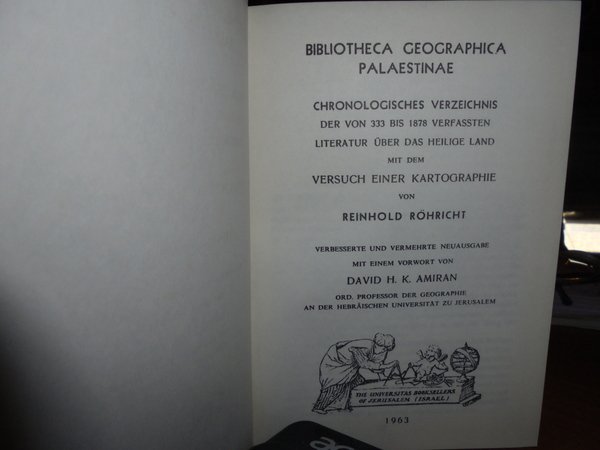 BIBLIOTHECA GEOGRAPHICA
PALAESTINAE
CHRONOLOGISCHES VERZEICHNIS
DER VON 333 BIS 1878 VERFASSTEN
LITERATUR ÜBER DAS HEILIGE LAND
MIT DEM
VERSUCH EINER KARTOGRAPHIE
VON
REINHOLD RÖHRICHT
VERBESSERTE UND VERMEHRTE NEUAUSGABE
MIT EINEM VORWORT VON
DAVID H. K. AMIRAN
ORD. PROFESSOR DER GEOGRAPHIE
AN DER HEBRÄISCHEN UNIVERSITÄT ZU JERUSALEM
THE UNIVERSITAS BOOKSELLERS
OF JERUSALEM (ISRAEL)
1963